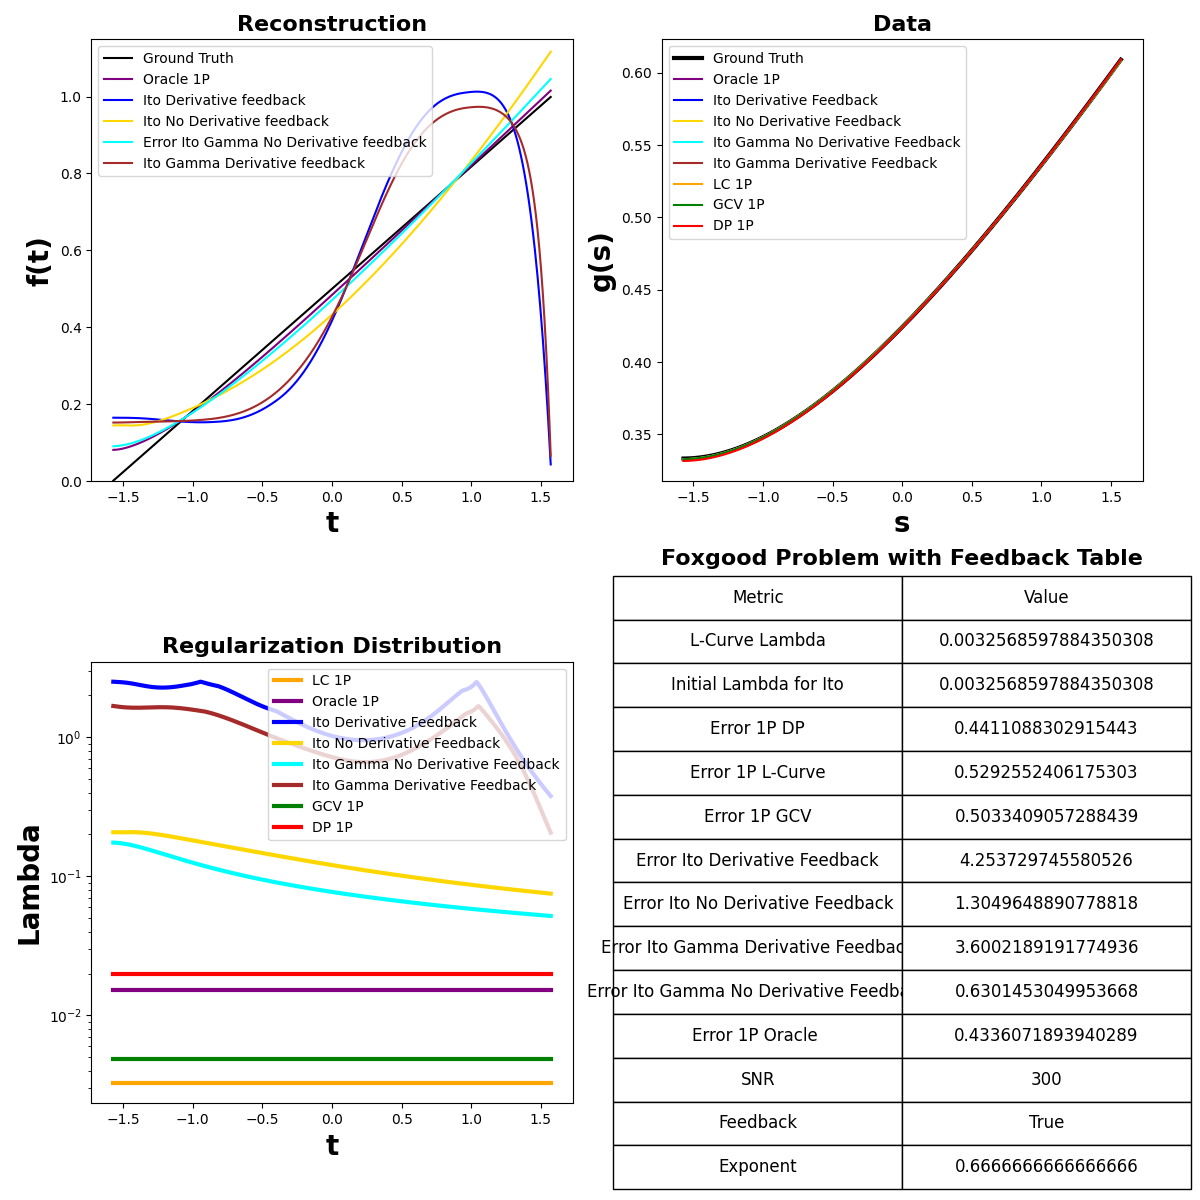 Reconstruction
Ground Truth
Oracle 1P
Ito Derivative feedback
Ito No Derivative feedback
Error Ito Gamma No Derivative feedback
Ito Gamma Derivative feedback
f(t)
1.0
0.8
0.6
0.4
0.2
0.0
−1.5 −1.0 −0.5 0.0 0.5 1.0 1.5
t
Data
Ground Truth
Oracle 1P
Ito Derivative Feedback
Ito No Derivative Feedback
Ito Gamma No Derivative Feedback
Ito Gamma Derivative Feedback
LC 1P
GCV 1P
DP 1P
g(s)
0.60
0.55
0.50
0.45
0.40
0.35
−1.5 −1.0 −0.5 0.0 0.5 1.0 1.5
s
Regularization Distribution
LC 1P
Oracle 1P
Ito Derivative Feedback
Ito No Derivative Feedback
Ito Gamma No Derivative Feedback
Ito Gamma Derivative Feedback
GCV 1P
DP 1P
Lambda
10⁰
10⁻¹
10⁻²
−1.5 −1.0 −0.5 0.0 0.5 1.0 1.5
t
Foxgood Problem with Feedback Table
Metric Value
L-Curve Lambda 0.0032568597884350308
Initial Lambda for Ito 0.0032568597884350308
Error 1P DP 0.4411088302915443
Error 1P L-Curve 0.5292552406175303
Error 1P GCV 0.5033409057288439
Error Ito Derivative Feedback 4.253729745580526
Error Ito No Derivative Feedback 1.3049648890778818
Error Ito Gamma Derivative Feedbac 3.6002189191774936
Error Ito Gamma No Derivative Feedba 0.6301453049953668
Error 1P Oracle 0.4336071893940289
SNR 300
Feedback True
Exponent 0.6666666666666666